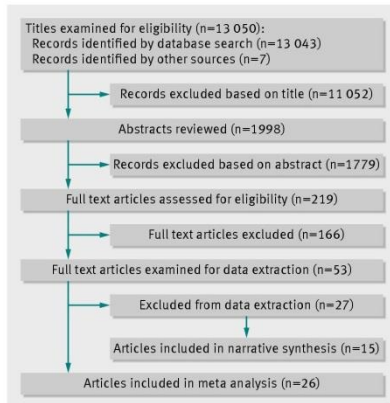 Titles examined for eligibility (n=13 050):
Records identified by database search (n=13 043)
Records identified by other sources (n=7)
Records excluded based on title (n=11 052)
Abstracts reviewed (n=1998)
Records excluded based on abstract (n=1779)
Full text articles assessed for eligibility (n=219)
Full text articles excluded (n=166)
Full text articles examined for data extraction (n=53)
Excluded from data extraction (n=27)
Articles included in narrative synthesis (n=15)
Articles included in meta analysis (n=26)